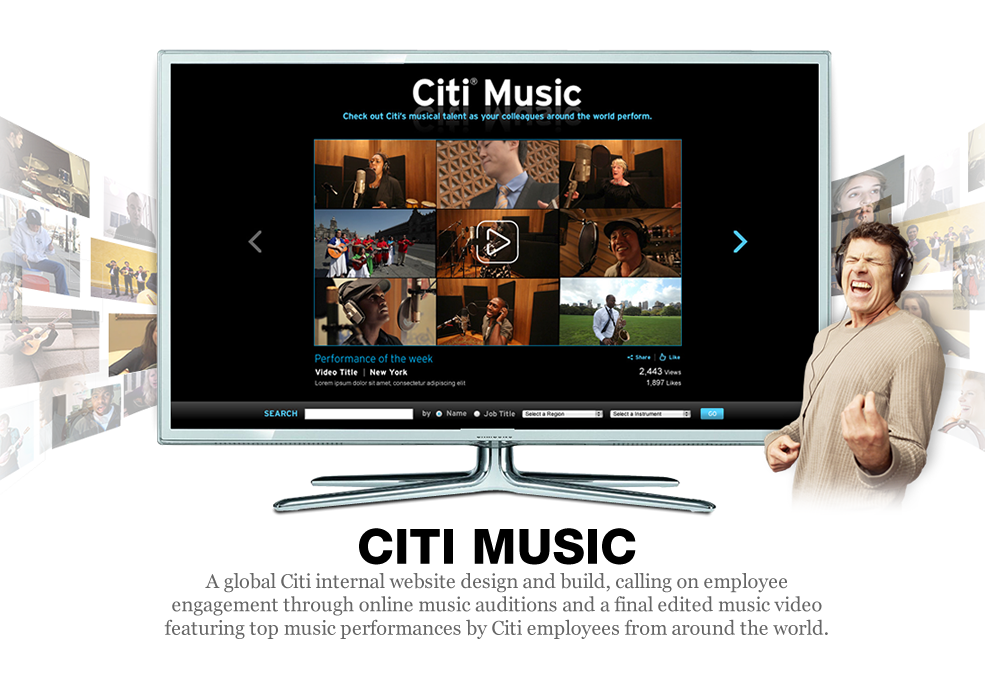 Citi® Music
Check out Citi's musical talent as your colleagues around the world perform.
Performance of the week
Share | Like
Video Title | New York
2,443 Views
Lorem ipsum dolor sit amet, consectetur adipiscing elit
1,897 Likes
SEARCH by Name Job Title Select a Region Select a Instrument GO
SAMSUNG
CITI MUSIC
A global Citi internal website design and build, calling on employee
engagement through online music auditions and a final edited music video
featuring top music performances by Citi employees from around the world.